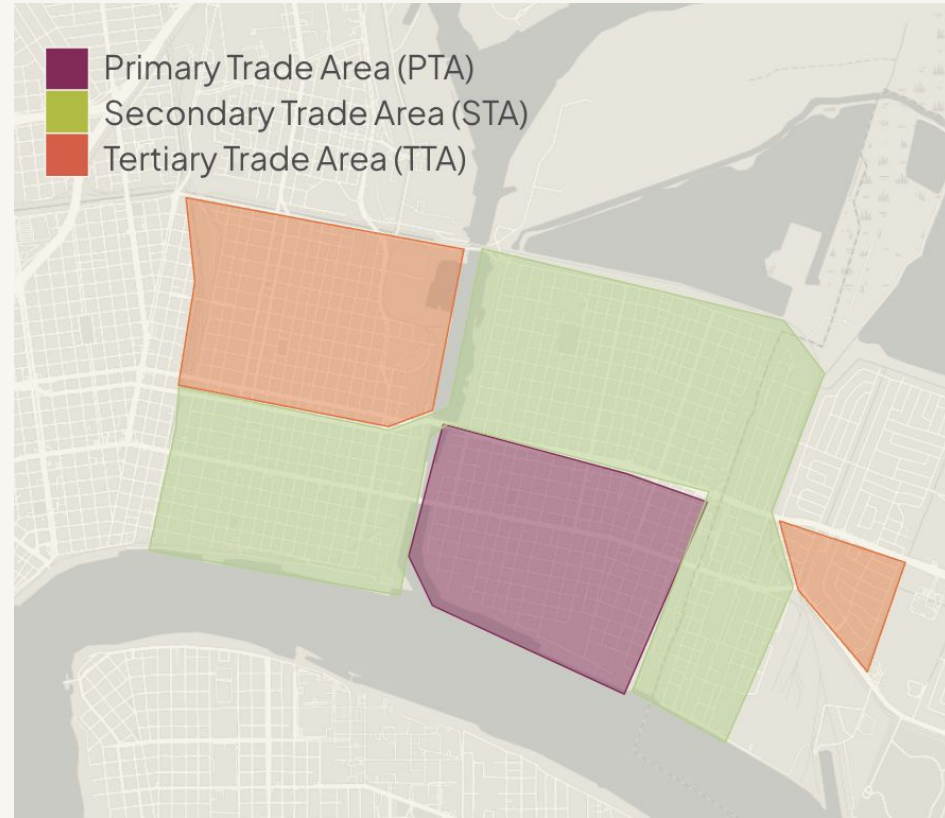 Primary Trade Area (PTA)
Secondary Trade Area (STA)
Tertiary Trade Area (TTA)